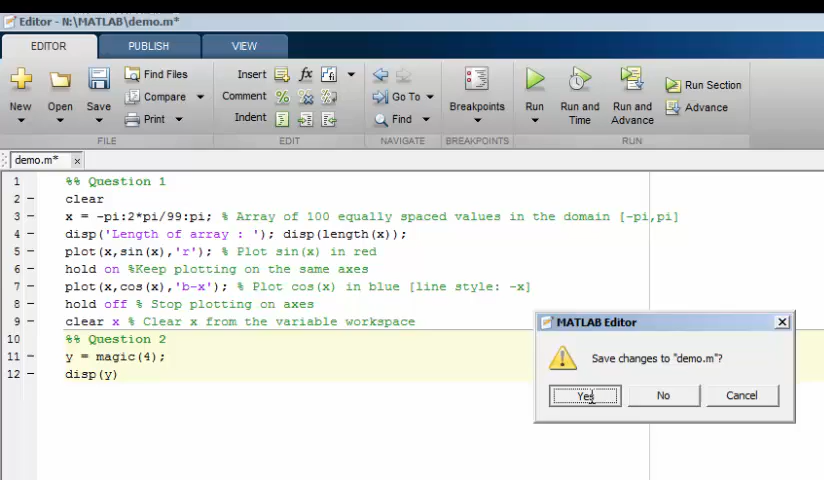 Editor - N:\MATLAB\demo.m*
EDITOR PUBLISH VIEW
New Open Save Find Files Compare Print
Insert Comment Indent fx
Go To Find
Breakpoints
Run Run and Time Run and Advance Run Section Advance
FILE EDIT NAVIGATE BREAKPOINTS RUN
demo.m* x
1 %% Question 1
2 clear
3 x = -pi:2*pi/99:pi; % Array of 100 equally spaced values in the domain [-pi,pi]
4 disp('Length of array : '); disp(length(x));
5 plot(x,sin(x),'r'); % Plot sin(x) in red
6 hold on %Keep plotting on the same axes
7 plot(x,cos(x),'b-x'); % Plot cos(x) in blue [line style: -x]
8 hold off % Stop plotting on axes
9 clear x % Clear x from the variable workspace
10 %% Question 2
11 y = magic(4);
12 disp(y)
MATLAB Editor
Save changes to "demo.m"?
Yes No Cancel